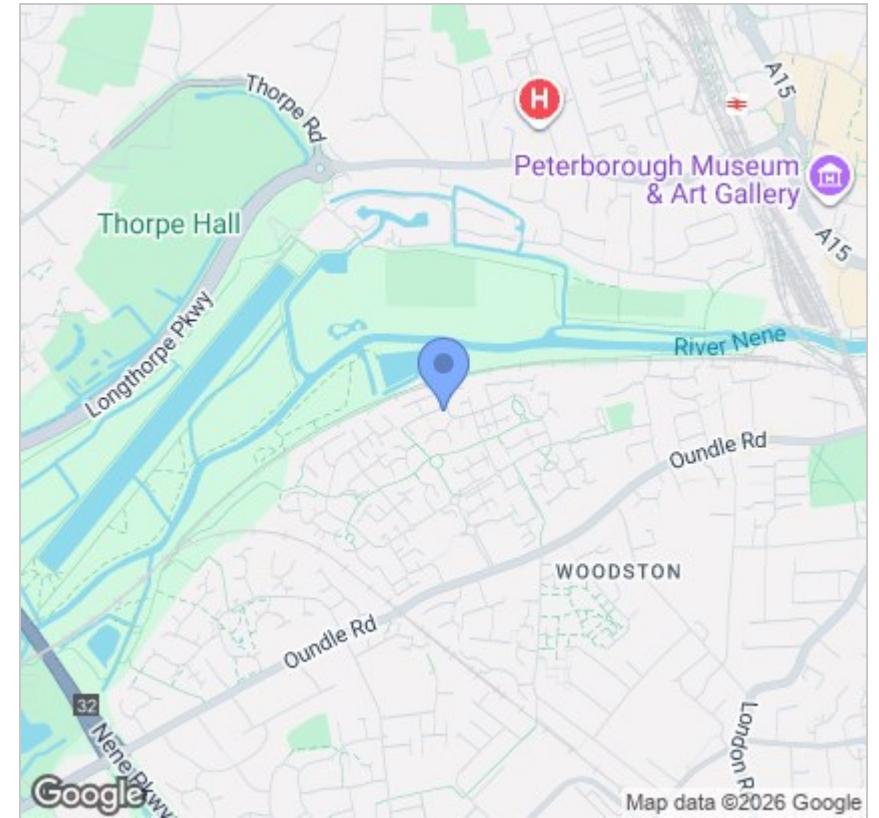 Thorpe Rd
A15
H
Peterborough Museum
& Art Gallery
Thorpe Hall
A15
Longthorpe Pkwy
River Nene
Oundle Rd
WOODSTON
Oundle Rd
32
Nene Pkwy
London R
Google
Map data ©2026 Google